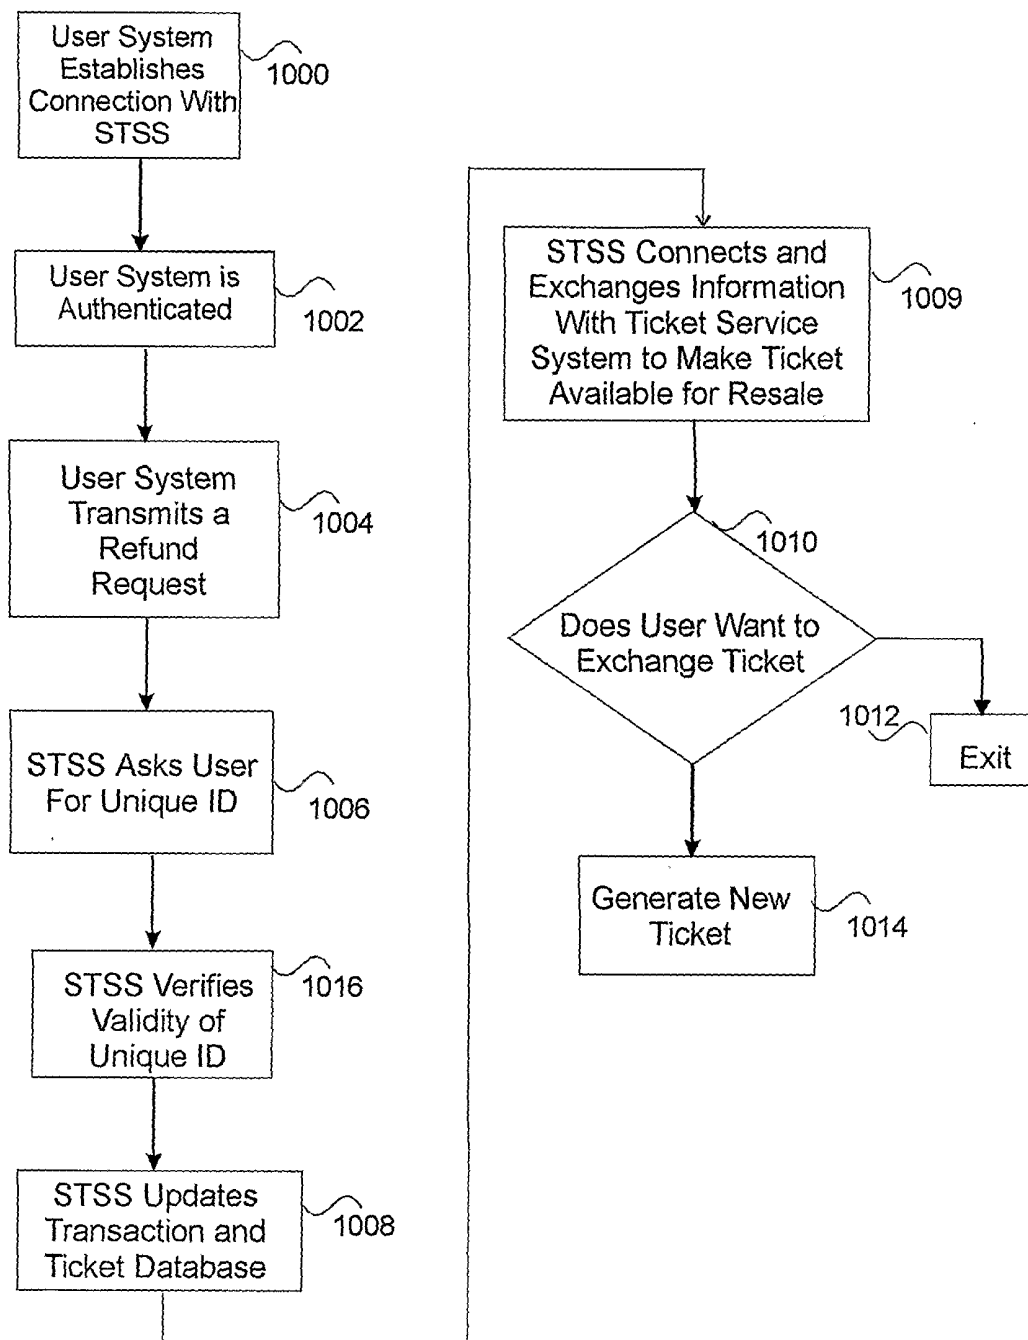 User System
Establishes
Connection With
STSS
1000
User System is
Authenticated
1002
User System
Transmits a
Refund
Request
1004
STSS Asks User
For Unique ID
1006
STSS Verifies
Validity of
Unique ID
1016
STSS Updates
Transaction and
Ticket Database
1008
STSS Connects and
Exchanges Information
With Ticket Service
System to Make Ticket
Available for Resale
1009
1010
Does User Want to
Exchange Ticket
1012
Exit
Generate New
Ticket
1014